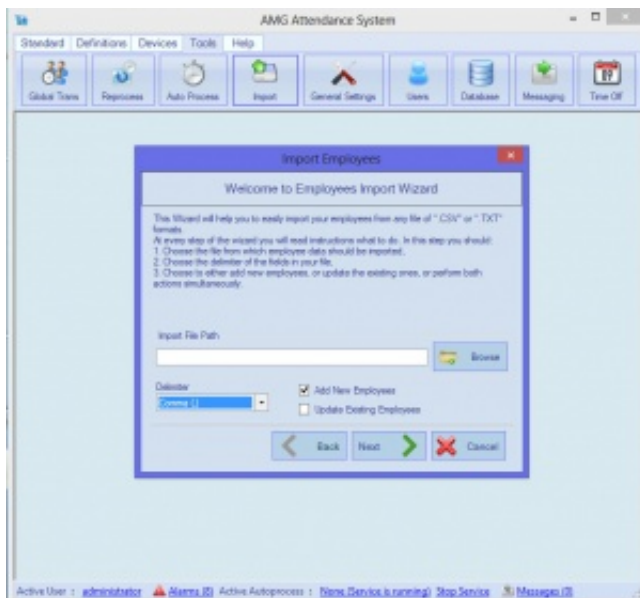 AMG Attendance System
Standard Definitions Devices Tools Help
Global Trans Reprocess Auto Process Import General Settings Users Database Messaging Time Off
Import Employees
Welcome to Employees Import Wizard
This Wizard will help you to easily import your employees from any file of "CSV" or "TXT"
formats.
At every step of the wizard you will read instructions what to do. In this step you should:
1. Choose the file from which employee data should be imported.
2. Choose the delimiter of the fields in your file.
3. Choose to either add new employees, or update the existing ones, or perform both
actions simultaneously.
Import File Path
Browse
Delimiter
Comma (,)
Add New Employees
Update Existing Employees
Back Next Cancel
Active User : administrator Alarms (0) Active Autoprocess : None (Service is running) Stop Service Messages (0)